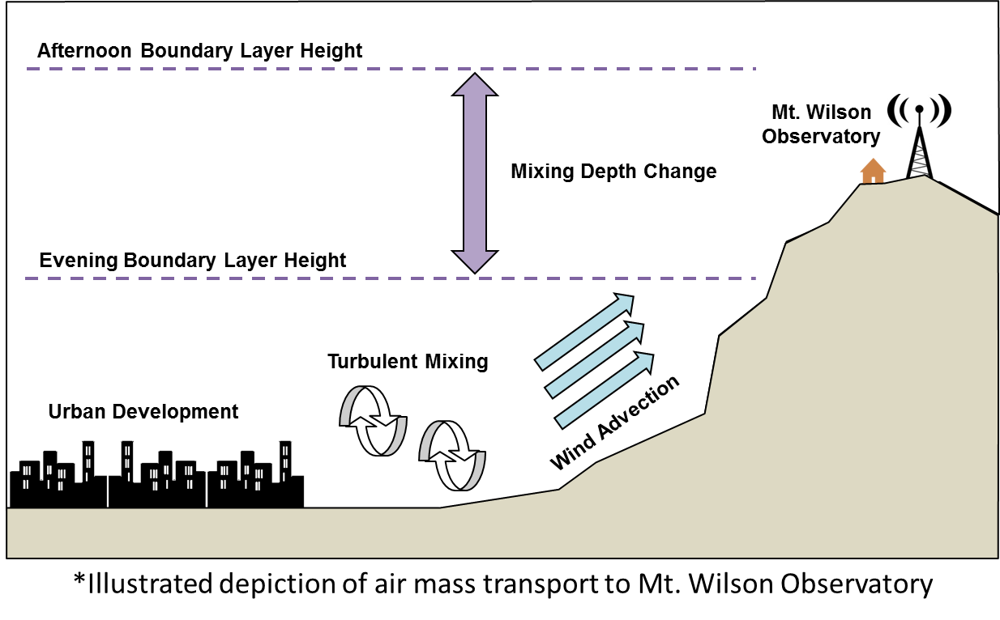 Afternoon Boundary Layer Height
Mt. Wilson
Observatory
Mixing Depth Change
Evening Boundary Layer Height
Turbulent Mixing
Wind Advection
Urban Development
*Illustrated depiction of air mass transport to Mt. Wilson Observatory